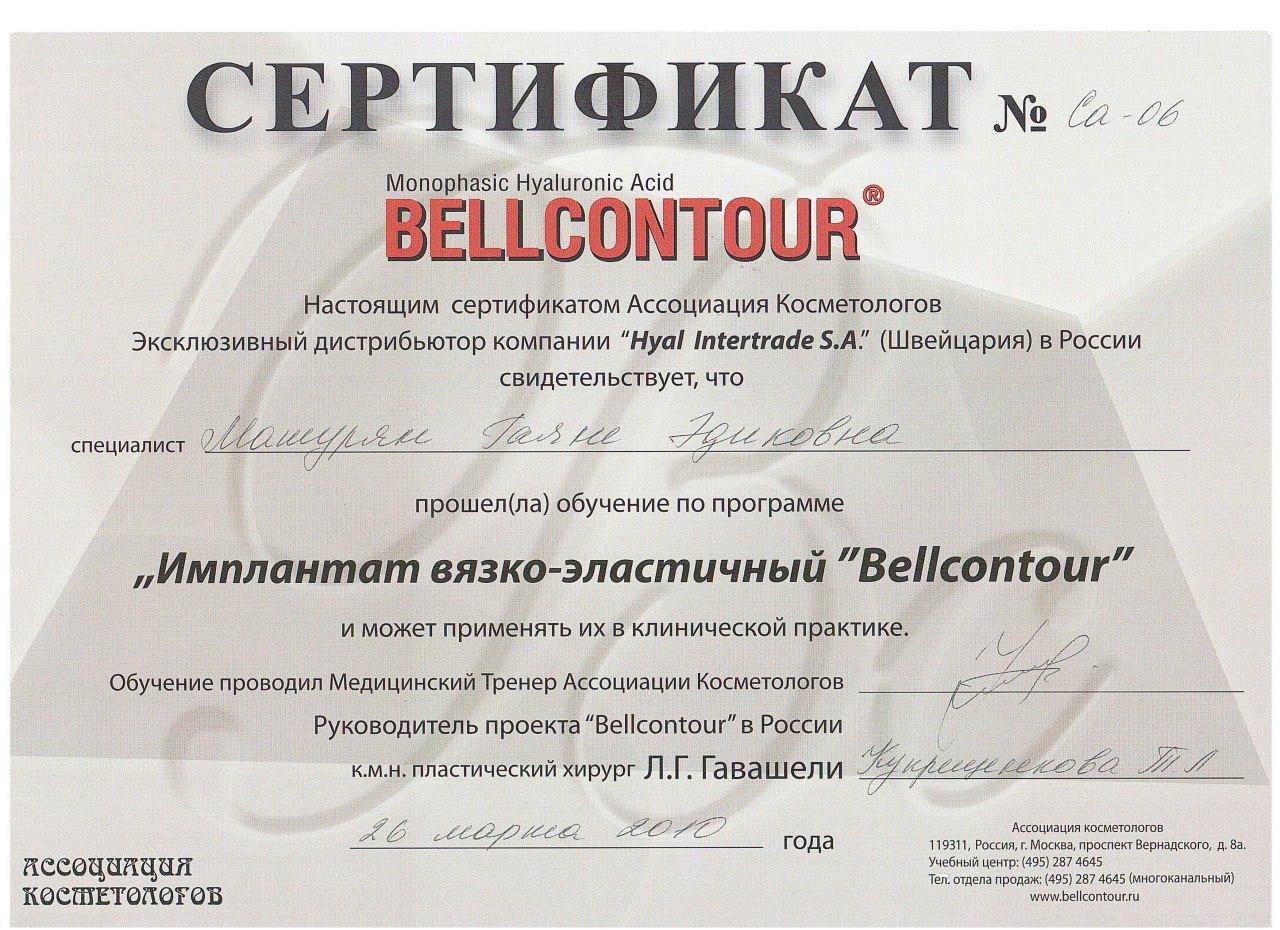 СЕРТИФИКАТ № Са-06
Monophasic Hyaluronic Acid
BELLCONTOUR®
Настоящим сертификатом Ассоциация Косметологов
Эксклюзивный дистрибьютор компании “Hyal Intertrade S.A.” (Швейцария) в России
свидетельствует, что
специалист Матурян Гаяне Эдиковна
прошел(ла) обучение по программе
„Имплантат вязко-эластичный ”Bellcontour”
и может применять их в клинической практике.
Обучение проводил Медицинский Тренер Ассоциации Косметологов
Руководитель проекта “Bellcontour” в России
к.м.н. пластический хирург Л.Г. Гавашели Т.Л
26 марта 2010 года
Ассоциация косметологов
119311, Россия, г. Москва, проспект Вернадского, д. 8а.
Учебный центр: (495) 287 4645
Тел. отдела продаж: (495) 287 4645 (многоканальный)
www.bellcontour.ru
АССОЦИАЦИЯ
КОСМЕТОЛОГОВ